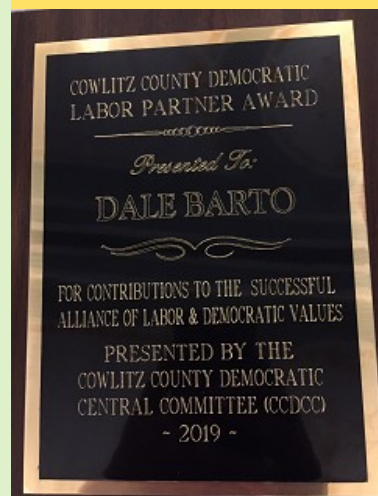 COWLITZ COUNTY DEMOCRATIC
LABOR PARTNER AWARD
Presented To:
DALE BARTO
FOR CONTRIBUTIONS TO THE SUCCESSFUL
ALLIANCE OF LABOR & DEMOCRATIC VALUES
PRESENTED BY THE
COWLITZ COUNTY DEMOCRATIC
CENTRAL COMMITTEE (CCDCC)
~ 2019 ~